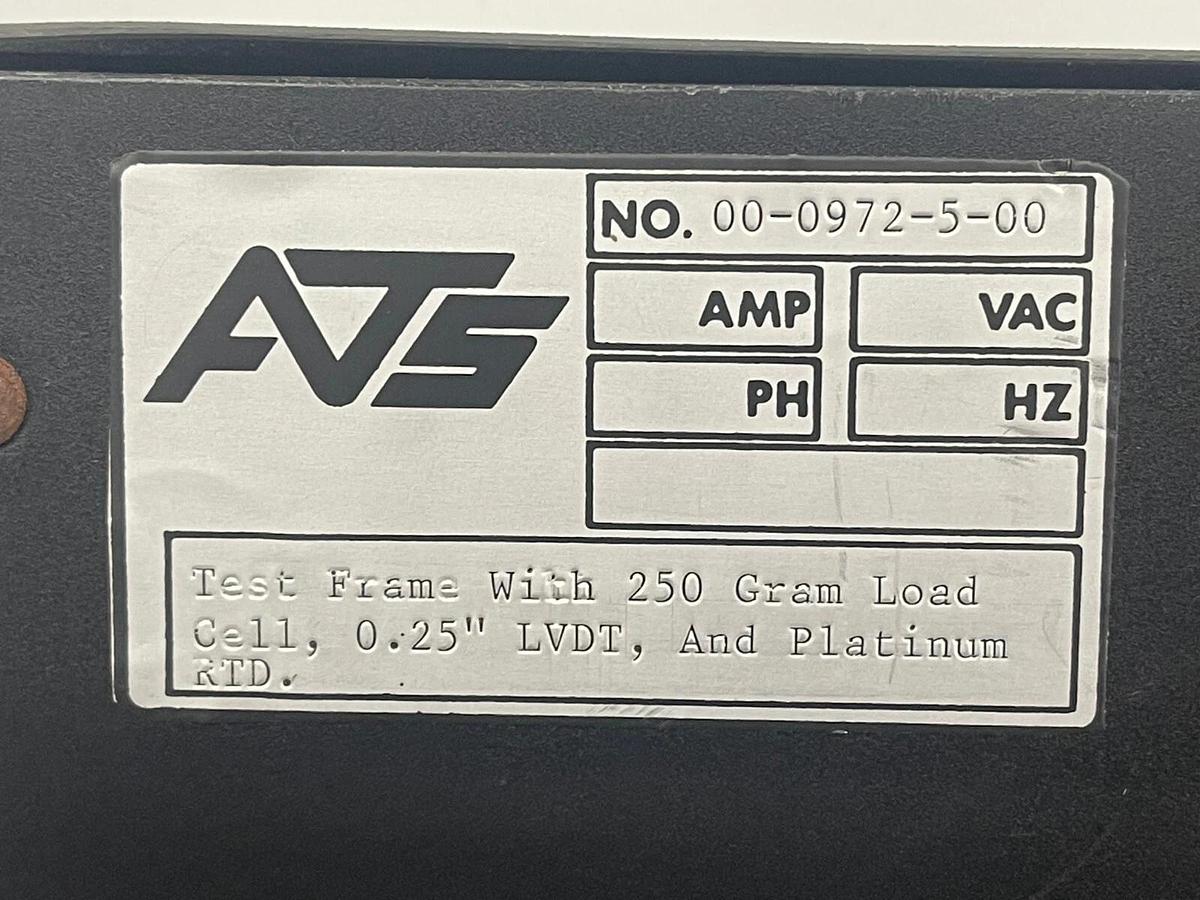 ATS
NO. 00-0972-5-00
AMP VAC
PH HZ
Test Frame With 250 Gram Load
Cell, 0.25" LVDT, And Platinum
RTD.